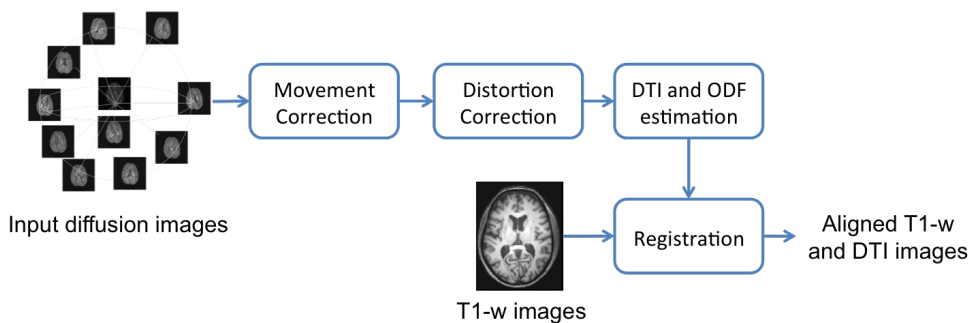 Movement
Correction
Distortion
Correction
DTI and ODF
estimation
Input diffusion images
Registration
Aligned T1-w
and DTI images
T1-w images